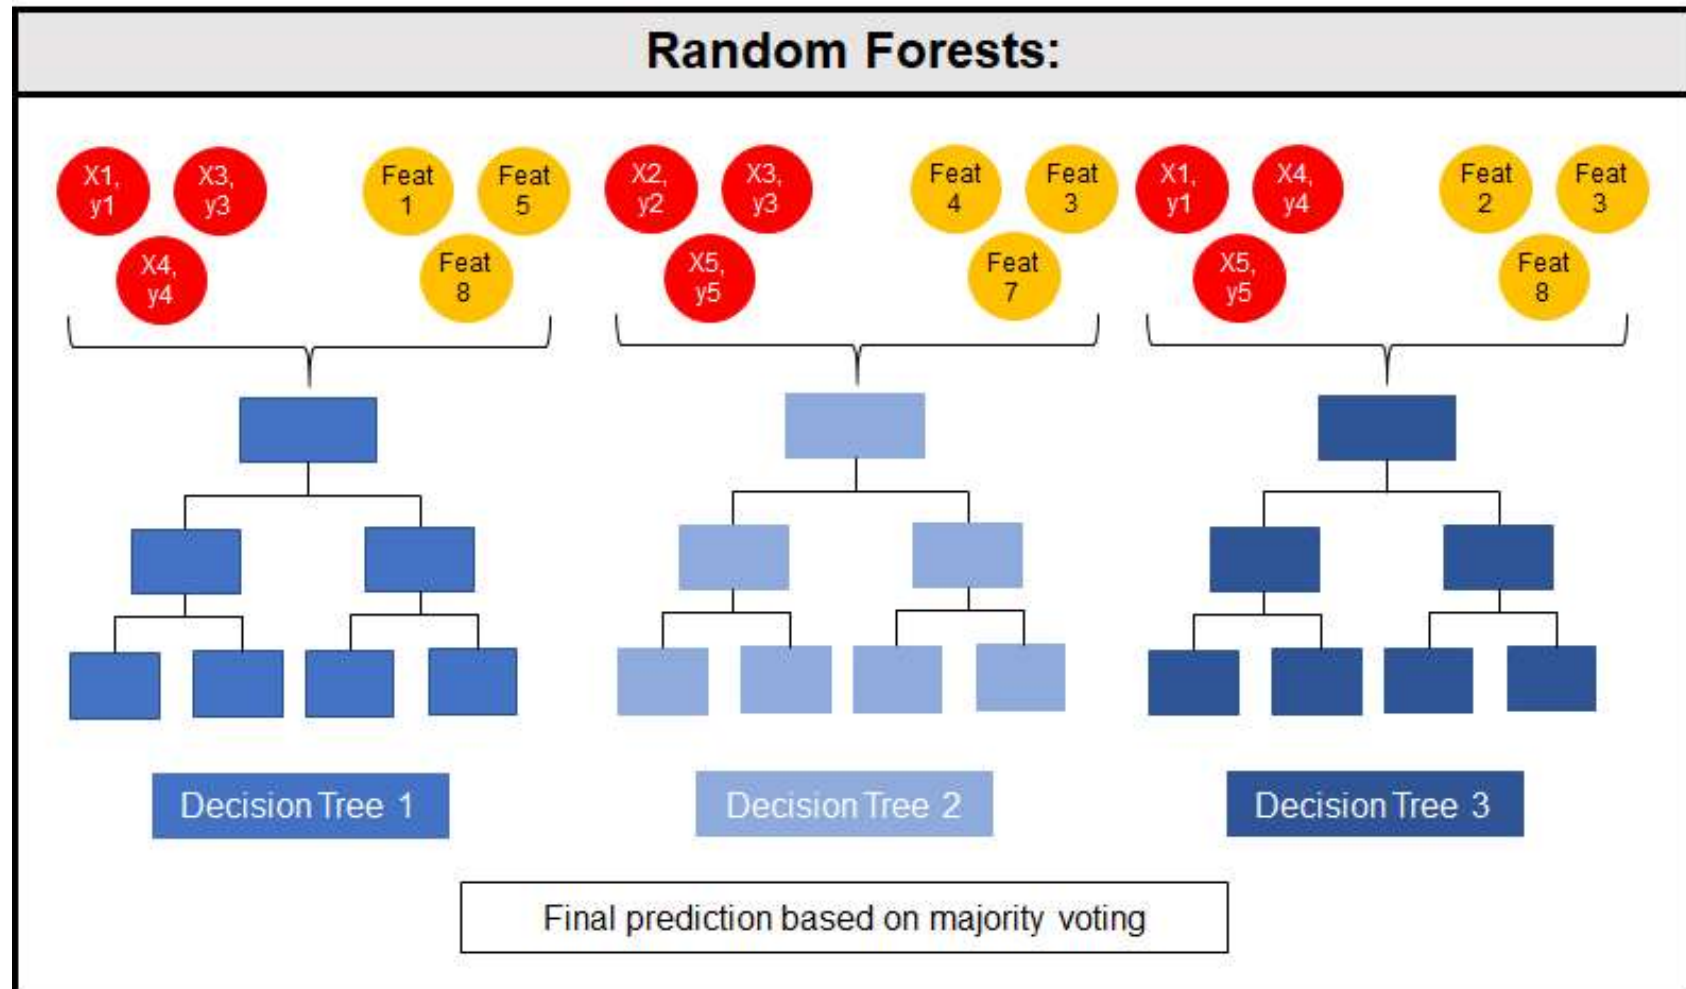 Random Forests:
X1,
y1
X3,
y3
X4,
y4
Feat
1
Feat
5
Feat
8
X2,
y2
X3,
y3
X5,
y5
Feat
4
Feat
3
Feat
7
X1,
y1
X4,
y4
X5,
y5
Feat
2
Feat
3
Feat
8
Decision Tree 1
Decision Tree 2
Decision Tree 3
Final prediction based on majority voting